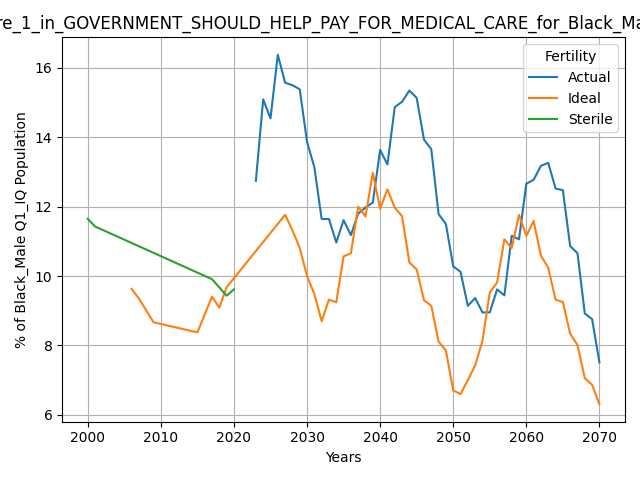 re_1_in_GOVERNMENT_SHOULD_HELP_PAY_FOR_MEDICAL_CARE_for_Black_Ma
Fertility
Actual
Ideal
Sterile
% of Black_Male Q1_IQ Population
16
14
12
10
8
6
2000 2010 2020 2030 2040 2050 2060 2070
Years